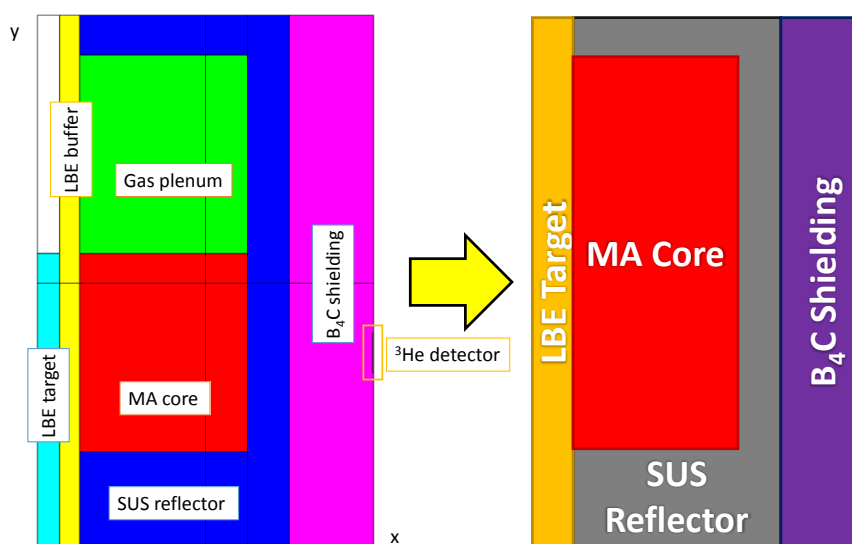 y
LBE buffer
Gas plenum
B₄C shielding
³He detector
LBE target
MA core
SUS reflector
x
LBE Target
MA Core
SUS
Reflector
B₄C Shielding